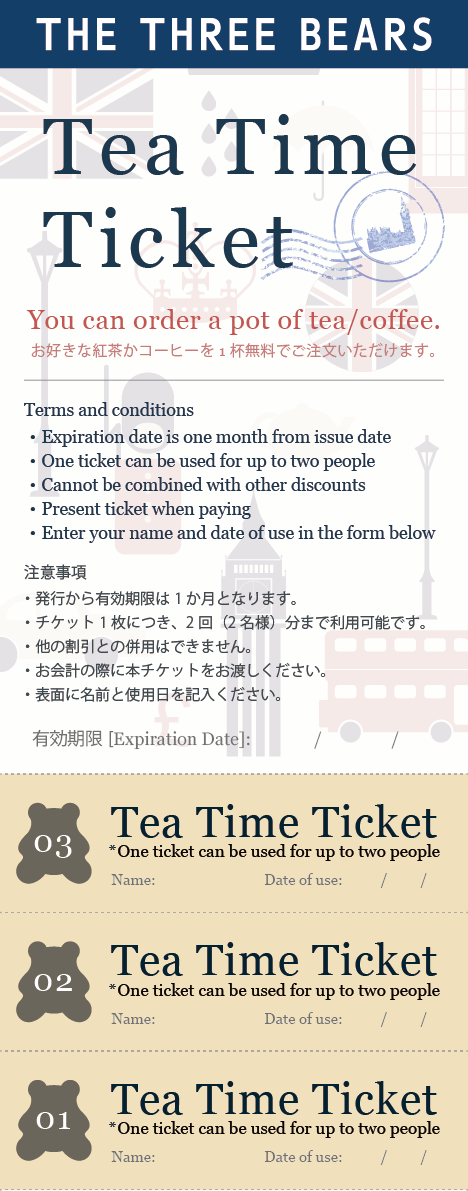 THE THREE BEARS
Tea Time
Ticket
You can order a pot of tea/coffee.
お好きな紅茶かコーヒーを1杯無料でご注文いただけます。
Terms and conditions
・Expiration date is one month from issue date
・One ticket can be used for up to two people
・Cannot be combined with other discounts
・Present ticket when paying
・Enter your name and date of use in the form below
注意事項
・発行から有効期限は1か月となります。
・チケット1枚につき、2回（2名様）分まで利用可能です。
・他の割引との併用はできません。
・お会計の際に本チケットをお渡しください。
・表面に名前と使用日を記入ください。
£
有効期限 [Expiration Date]: / /
03
Tea Time Ticket
*One ticket can be used for up to two people
Name: Date of use: / /
02
Tea Time Ticket
*One ticket can be used for up to two people
Name: Date of use: / /
01
Tea Time Ticket
*One ticket can be used for up to two people
Name: Date of use: / /